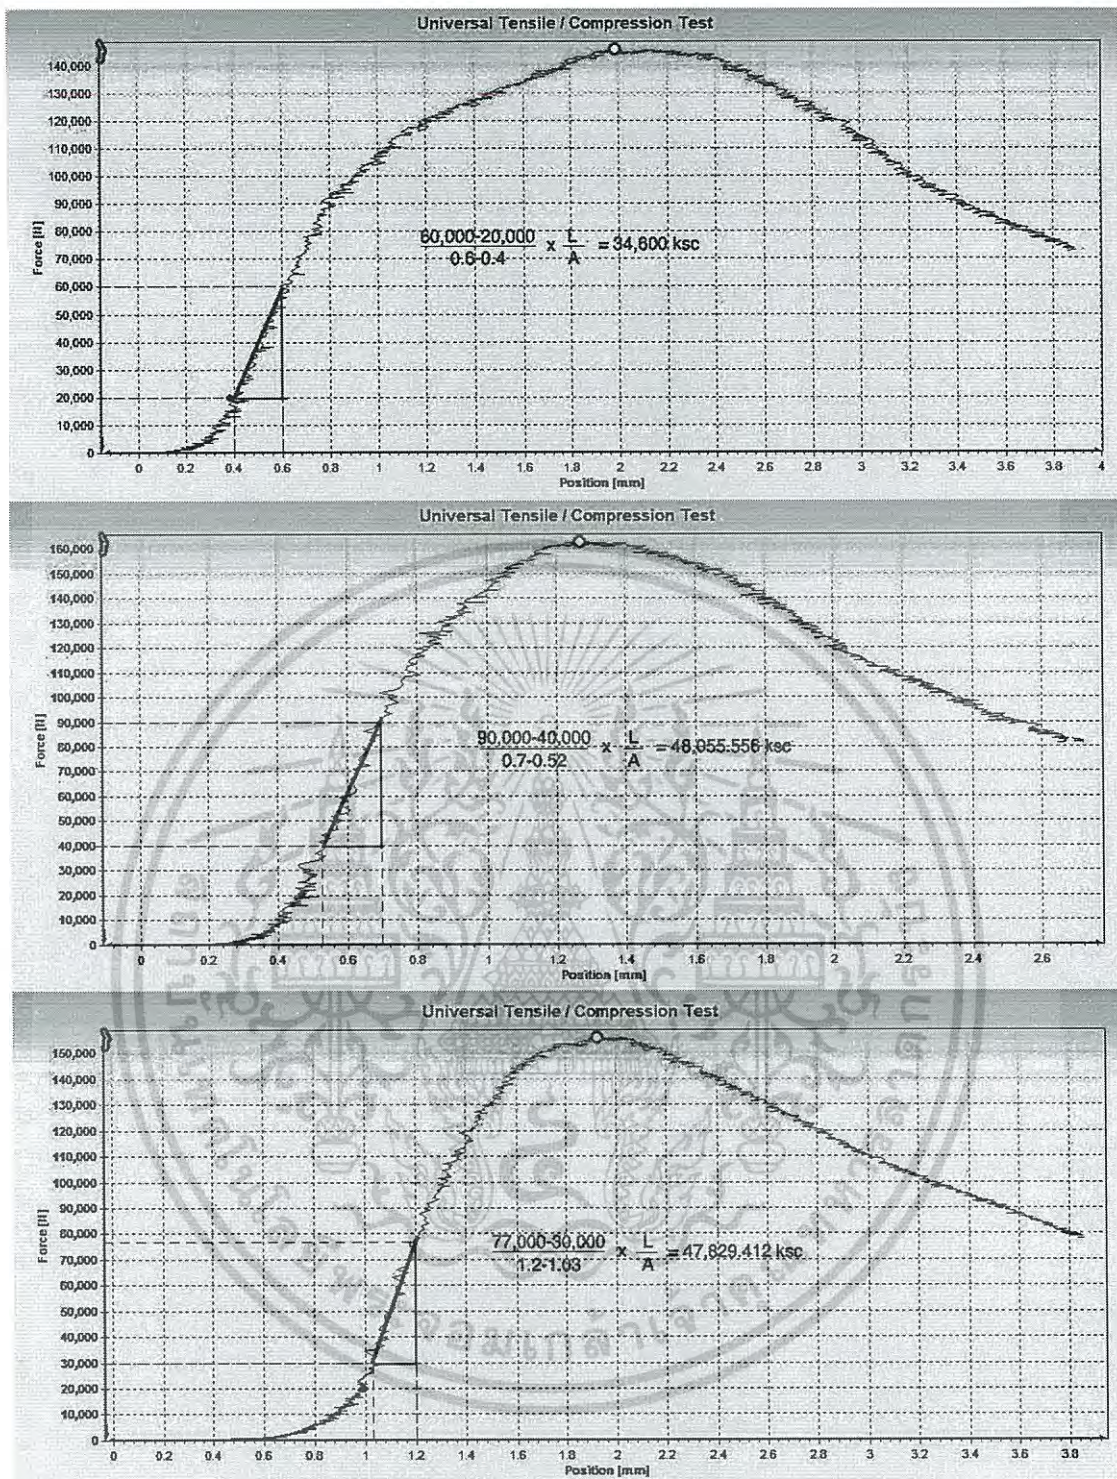 Universal Tensile / Compression Test
Force [N]
140,000
130,000
120,000
110,000
100,000
90,000
80,000
70,000
60,000
50,000
40,000
30,000
20,000
10,000
0
60,000-20,000
0.6-0.4
x L
A
= 34,600 ksc
0 0.2 0.4 0.6 0.8 1 1.2 1.4 1.6 1.8 2 2.2 2.4 2.6 2.8 3 3.2 3.4 3.6 3.8 4
Position [mm]
Universal Tensile / Compression Test
Force [N]
160,000
150,000
140,000
130,000
120,000
110,000
100,000
90,000
80,000
70,000
60,000
50,000
40,000
30,000
20,000
10,000
0
90,000-40,000
0.7-0.52
x L
A
= 48,055.556 ksc
0 0.2 0.4 0.6 0.8 1 1.2 1.4 1.6 1.8 2 2.2 2.4 2.6
Position [mm]
Universal Tensile / Compression Test
Force [N]
150,000
140,000
130,000
120,000
110,000
100,000
90,000
80,000
70,000
60,000
50,000
40,000
30,000
20,000
10,000
0
77,000-30,000
1.2-1.03
x L
A
= 47,829.412 ksc
0 0.2 0.4 0.6 0.8 1 1.2 1.4 1.6 1.8 2 2.2 2.4 2.6 2.8 3 3.2 3.4 3.6 3.8
Position [mm]